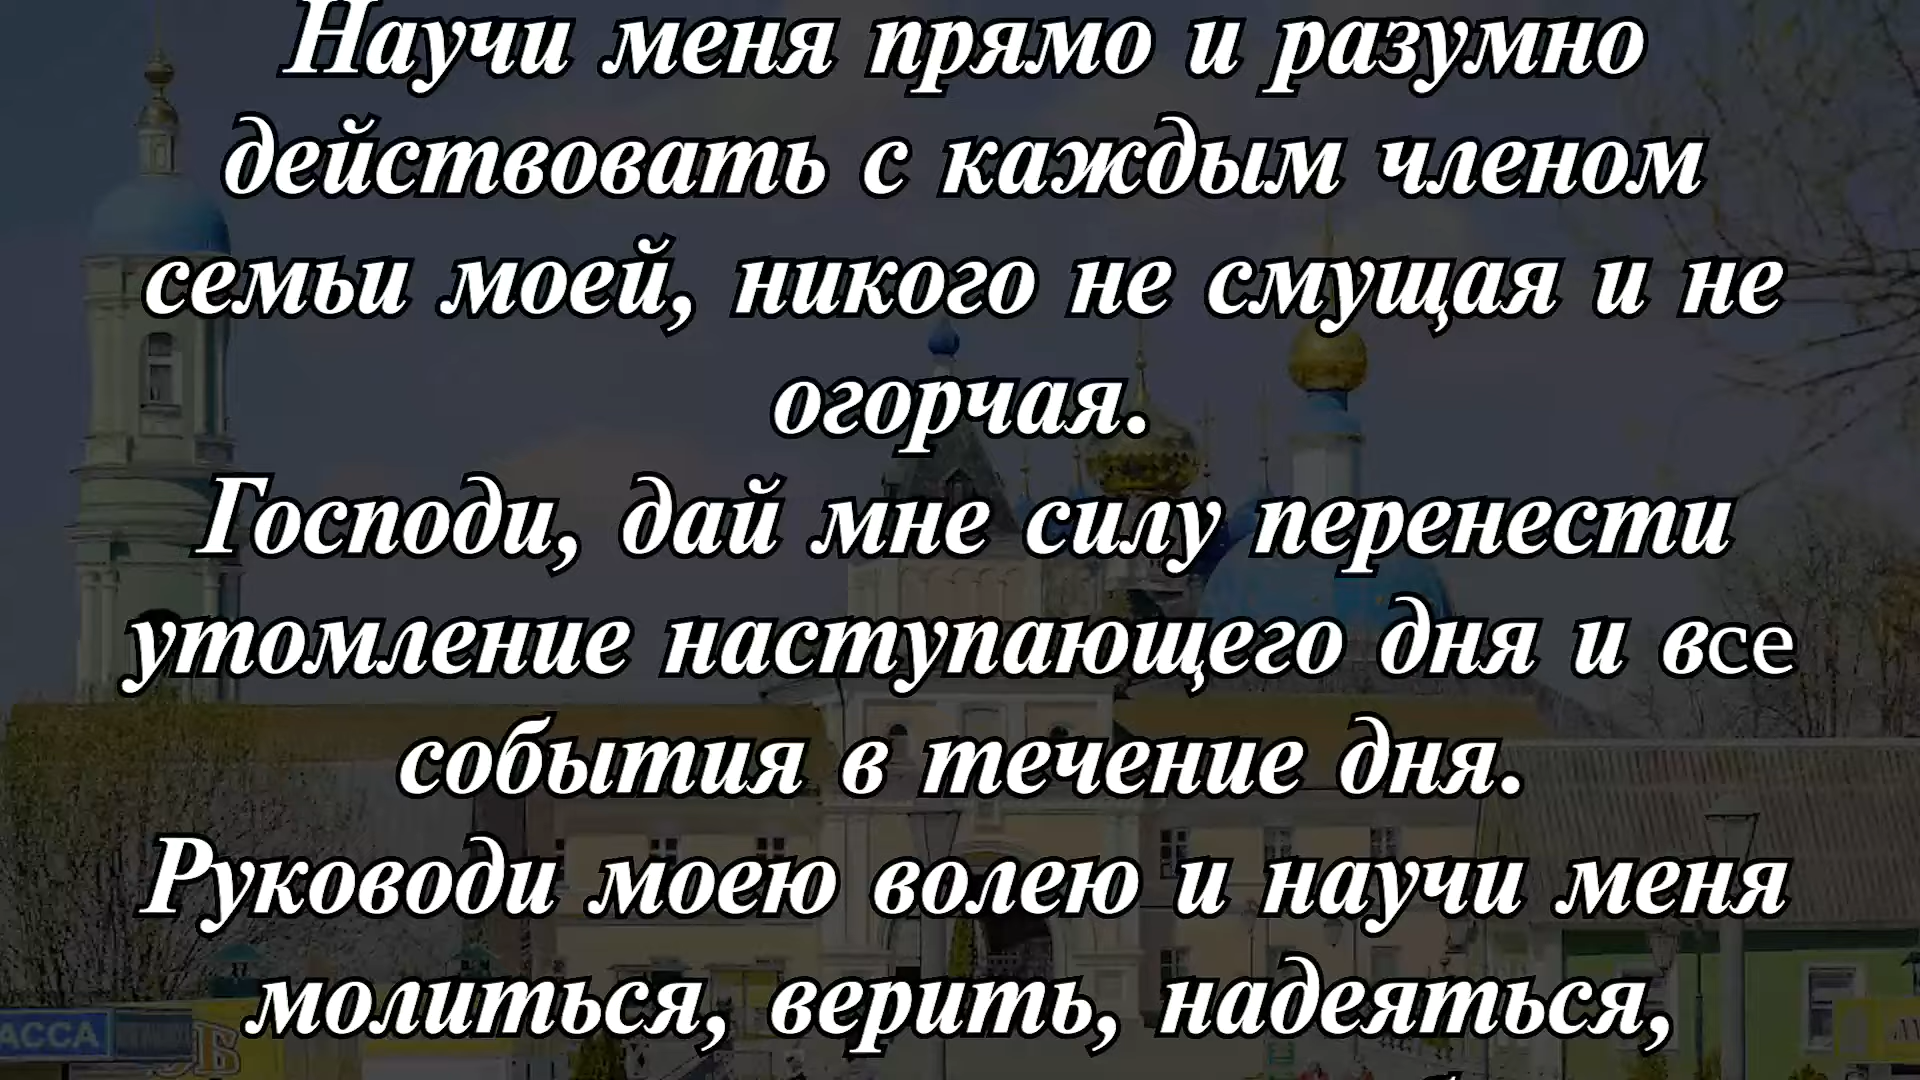 Научи меня прямо и разумно
действовать с каждым членом
семьи моей, никого не смущая и не
огорчая.
Господи, дай мне силу перенести
утомление наступающего дня и все
события в течение дня.
Руководи моею волею и научи меня
молиться, верить, надеяться,
АССА